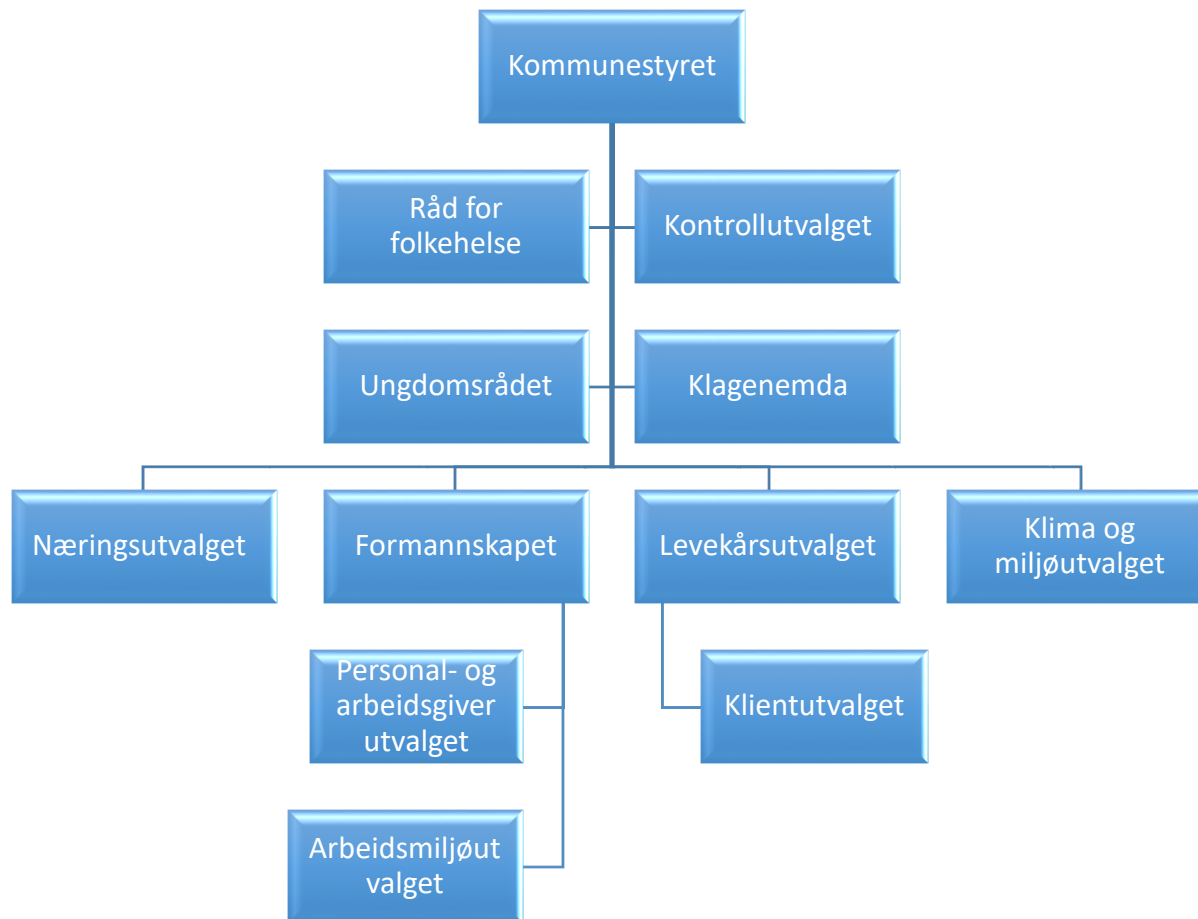 Kommunestyret
Råd for
folkehelse
Kontrollutvalget
Ungdomsrådet
Klagenemda
Næringsutvalget
Formannskapet
Levekårsutvalget
Klima og
miljøutvalget
Personal- og
arbeidsgiver
utvalget
Klientutvalget
Arbeidsmiljøut
valget